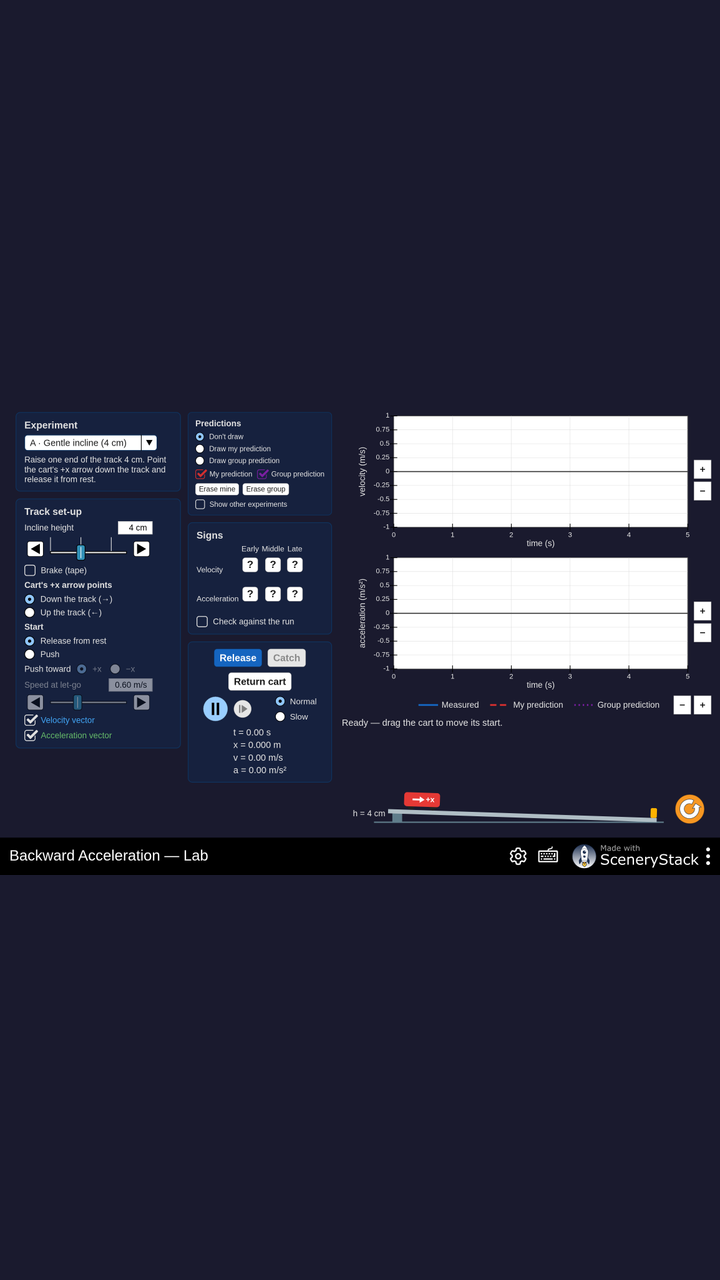 Experiment
A · Gentle incline (4 cm)
Raise one end of the track 4 cm. Point
the cart's +x arrow down the track and
release it from rest.
Track set-up
Incline height
4 cm
Brake (tape)
Cart's +x arrow points
Down the track (→)
Up the track (←)
Start
Release from rest
Push
Push toward +x −x
Speed at let-go 0.60 m/s
Velocity vector
Acceleration vector
Predictions
Don't draw
Draw my prediction
Draw group prediction
My prediction Group prediction
Erase mine Erase group
Show other experiments
Signs
Early Middle Late
Velocity ? ? ?
Acceleration ? ? ?
Check against the run
Release Catch
Return cart
Normal
Slow
t = 0.00 s
x = 0.000 m
v = 0.00 m/s
a = 0.00 m/s²
velocity (m/s)
1
0.75
0.5
0.25
0
-0.25
-0.5
-0.75
-1
0 1 2 3 4 5
time (s)
+
−
acceleration (m/s²)
1
0.75
0.5
0.25
0
-0.25
-0.5
-0.75
-1
0 1 2 3 4 5
time (s)
+
−
Measured My prediction Group prediction
− +
Ready — drag the cart to move its start.
+x
h = 4 cm
Backward Acceleration — Lab
Made with
SceneryStack